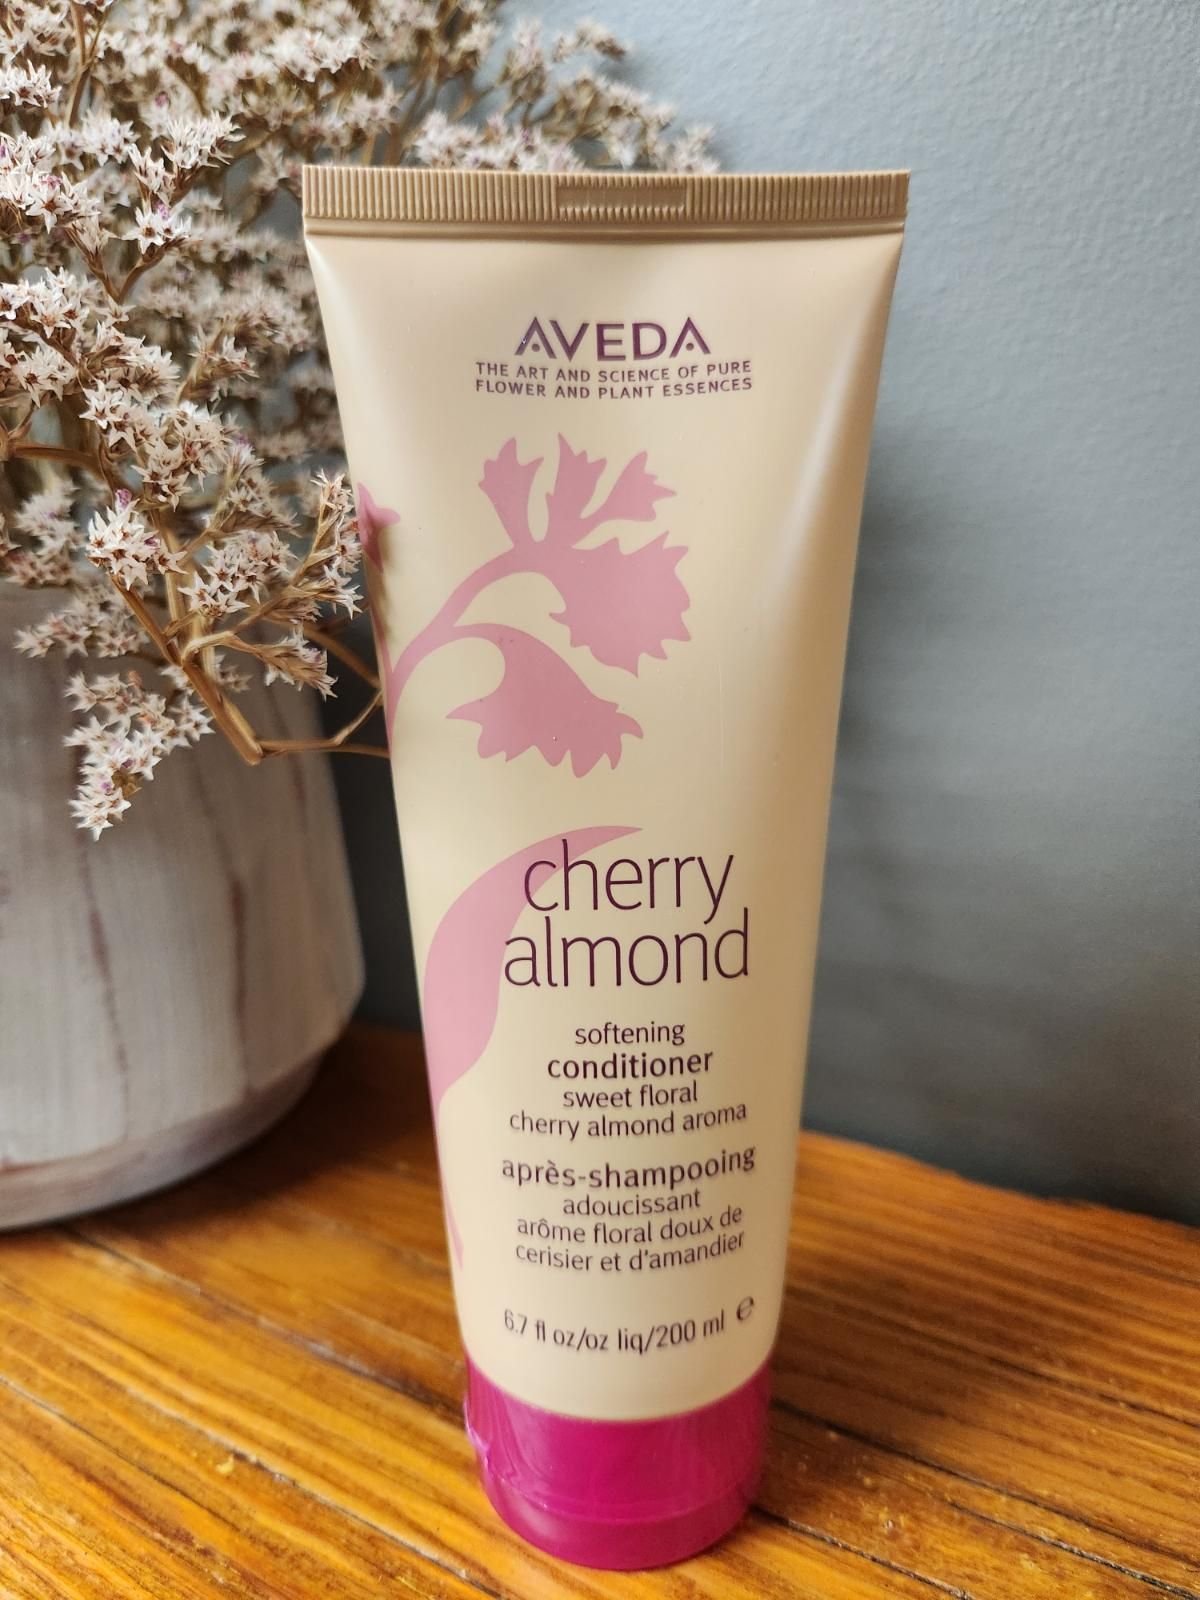 AVEDA
THE ART AND SCIENCE OF PURE
FLOWER AND PLANT ESSENCES
cherry
almond
softening
conditioner
sweet floral
cherry almond aroma
après-shampooing
adoucissant
arôme floral doux de
cerisier et d'amandier
6.7 fl oz/oz liq/200 ml ℮